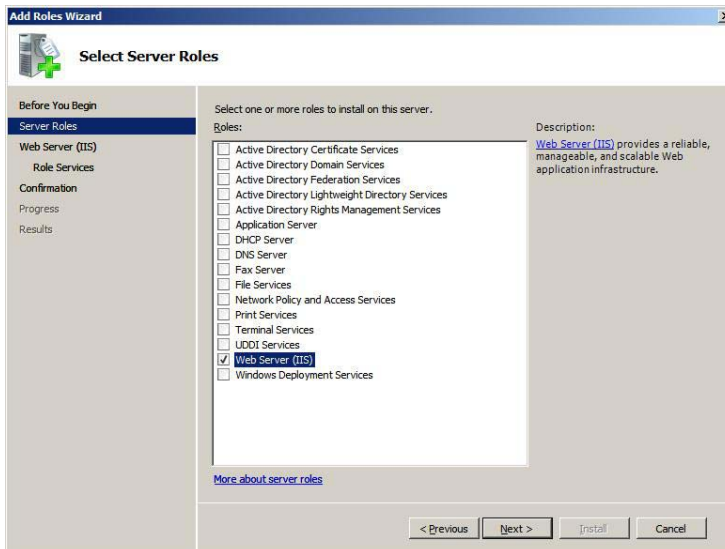 Add Roles Wizard
Select Server Roles
Before You Begin
Server Roles
Web Server (IIS)
Role Services
Confirmation
Progress
Results
Select one or more roles to install on this server.
Roles:
Active Directory Certificate Services
Active Directory Domain Services
Active Directory Federation Services
Active Directory Lightweight Directory Services
Active Directory Rights Management Services
Application Server
DHCP Server
DNS Server
Fax Server
File Services
Network Policy and Access Services
Print Services
Terminal Services
UDDI Services
Web Server (IIS)
Windows Deployment Services
More about server roles
Description:
Web Server (IIS) provides a reliable,
manageable, and scalable Web
application infrastructure.
< Previous
Next >
Install
Cancel